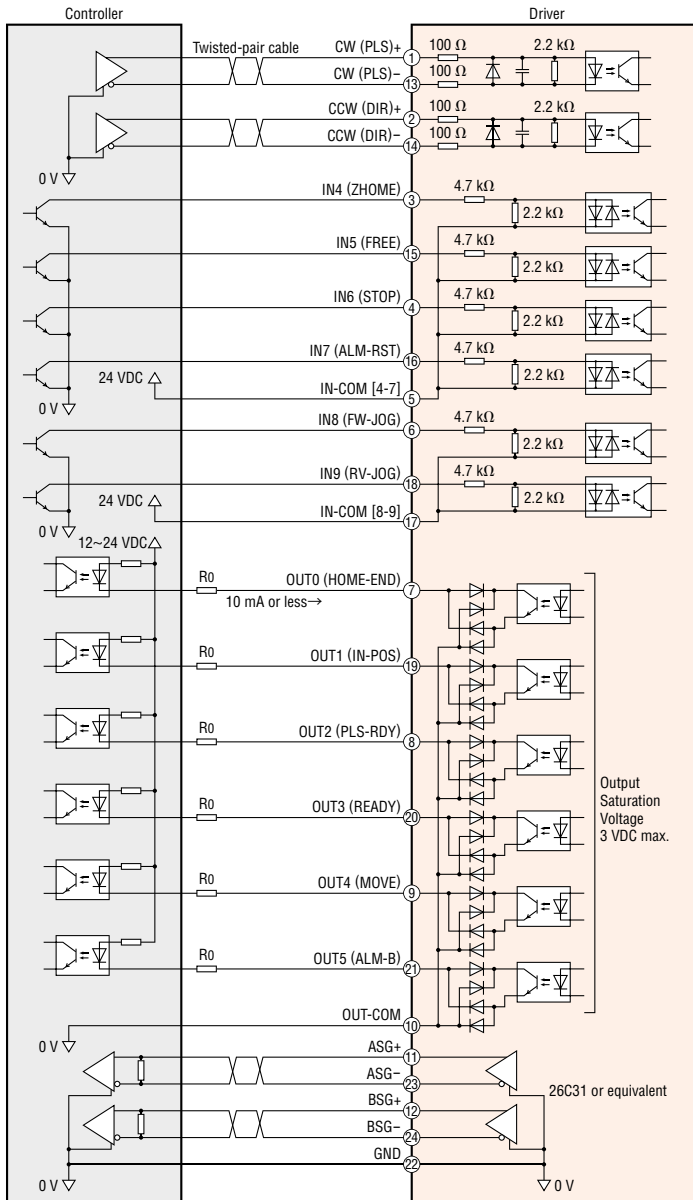 Controller
Driver
Twisted-pair cable
CW (PLS)+
1
100 Ω
2.2 kΩ
CW (PLS)−
13
100 Ω
CCW (DIR)+
2
100 Ω
2.2 kΩ
CCW (DIR)−
14
100 Ω
0 V
IN4 (ZHOME)
3
4.7 kΩ
2.2 kΩ
IN5 (FREE)
15
4.7 kΩ
2.2 kΩ
IN6 (STOP)
4
4.7 kΩ
2.2 kΩ
IN7 (ALM-RST)
16
4.7 kΩ
2.2 kΩ
24 VDC
IN-COM [4-7]
5
0 V
IN8 (FW-JOG)
6
4.7 kΩ
2.2 kΩ
IN9 (RV-JOG)
18
4.7 kΩ
2.2 kΩ
24 VDC
IN-COM [8-9]
17
0 V
12~24 VDC
R0
OUT0 (HOME-END)
7
10 mA or less→
R0
OUT1 (IN-POS)
19
R0
OUT2 (PLS-RDY)
8
Output
Saturation
Voltage
3 VDC max.
R0
OUT3 (READY)
20
R0
OUT4 (MOVE)
9
R0
OUT5 (ALM-B)
21
OUT-COM
10
0 V
ASG+
11
ASG−
23
26C31 or equivalent
BSG+
12
BSG−
24
GND
22
0 V
0 V